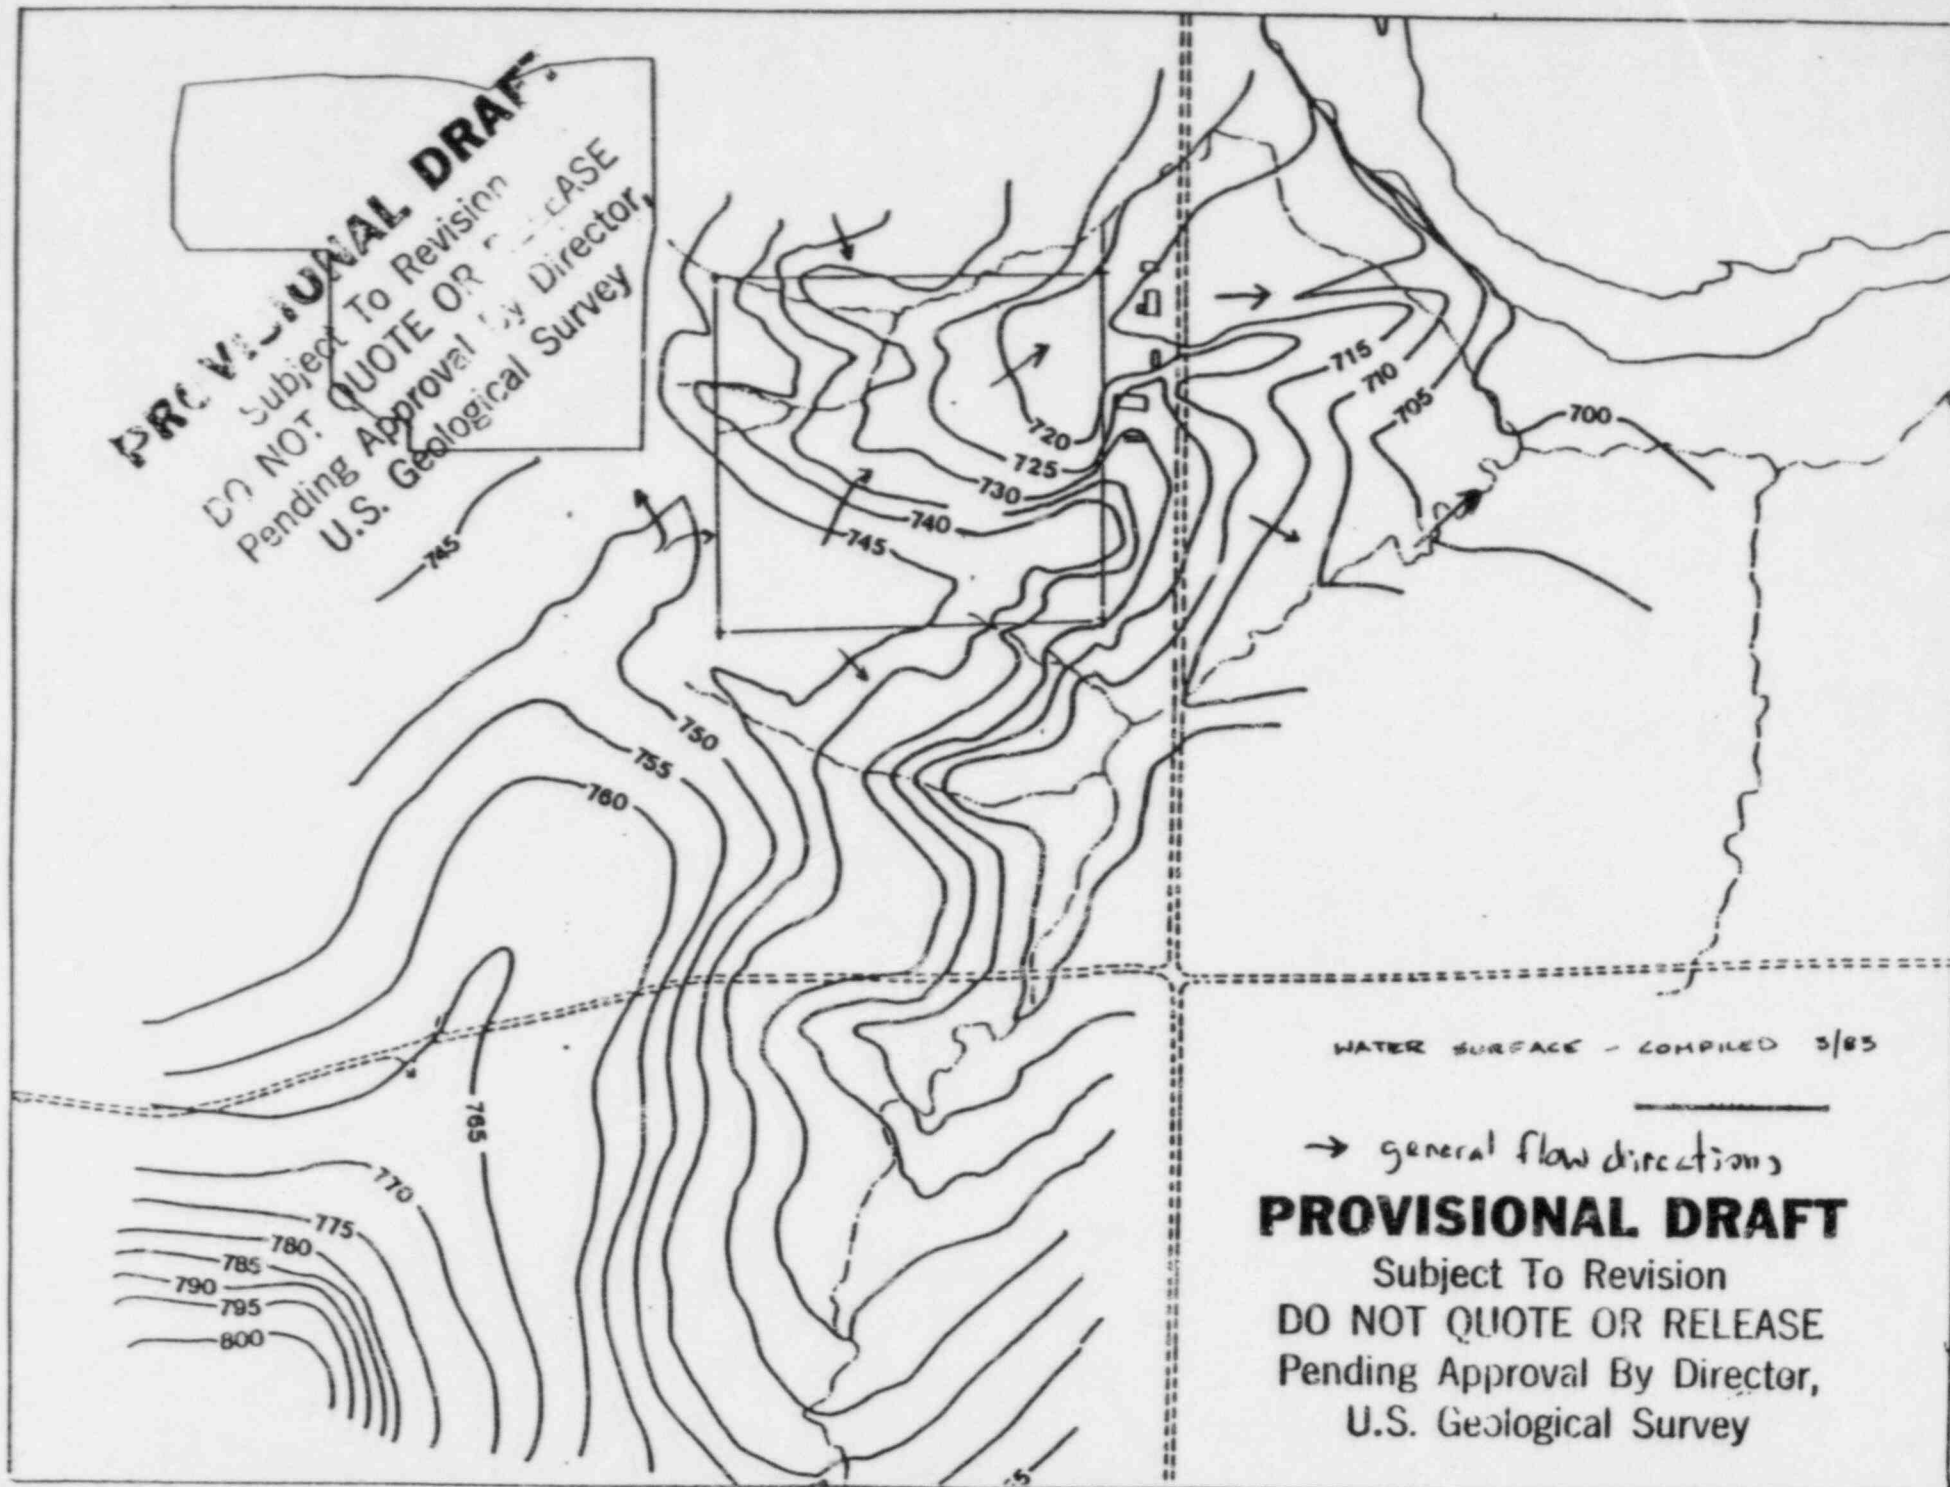 PROVISIONAL DRAFT
Subject To Revision
DO NOT QUOTE OR RELEASE
Pending Approval By Director,
U.S. Geological Survey
715
710
705
700
720
725
730
740
745
745
750
755
760
765
770
775
780
785
790
795
800
WATER SURFACE - COMPILED 3/83
→ general flow directions
PROVISIONAL DRAFT
Subject To Revision
DO NOT QUOTE OR RELEASE
Pending Approval By Director,
U.S. Geological Survey